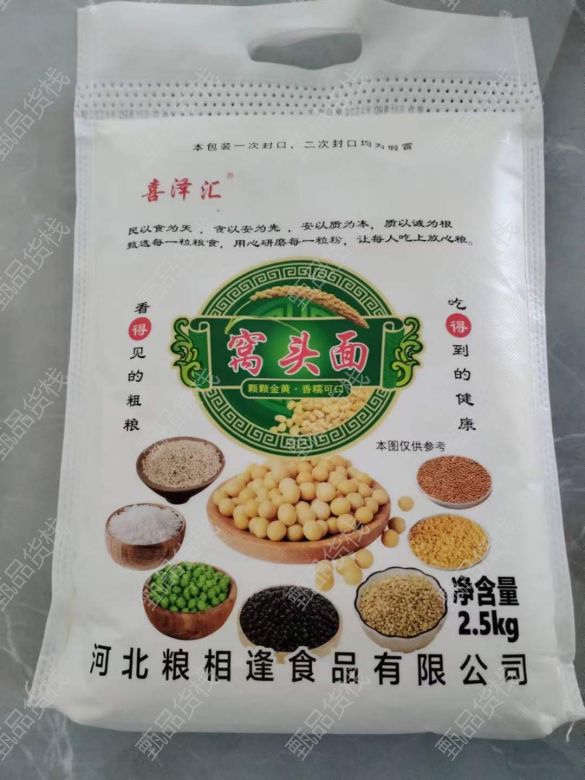 本包装一次封口，二次封口均为假冒
喜泽汇®
民以食为天，食以安为先，安以质为本，质以诚为根
甄选每一粒粮食，用心研磨每一粒粉，让每人吃上放心粮。
看得见的粗粮
吃得到的健康
窝头面
颗颗金黄·香糯可口
本图仅供参考
净含量
2.5kg
河北粮相逢食品有限公司
甄品货栈